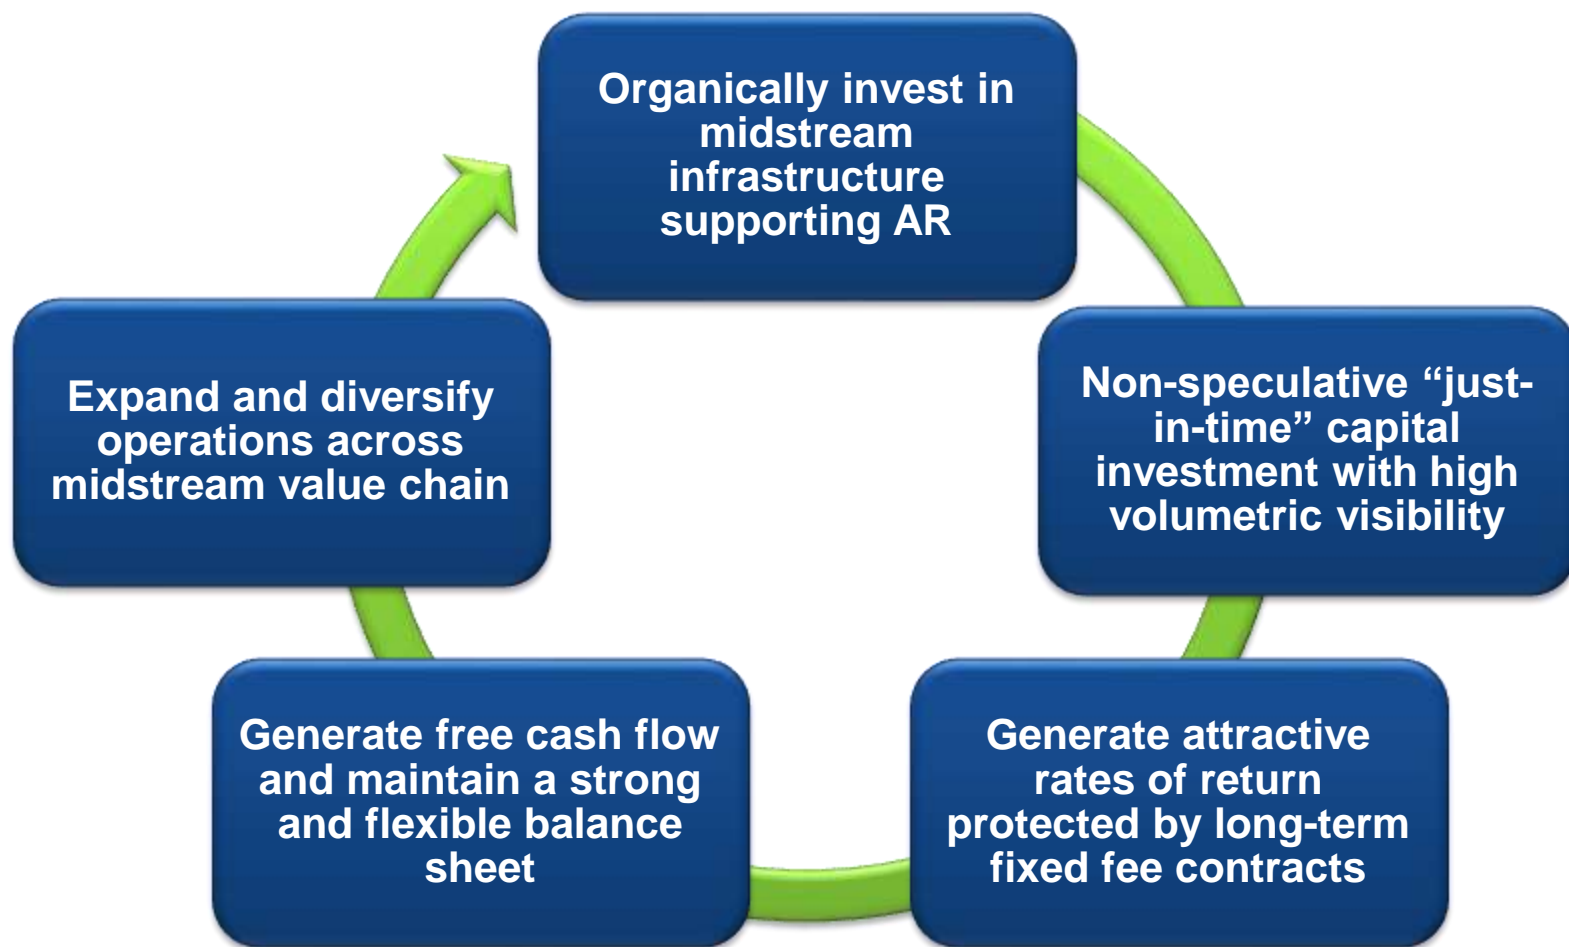 Organically invest in
midstream
infrastructure
supporting AR
Non-speculative “just-
in-time” capital
investment with high
volumetric visibility
Generate attractive
rates of return
protected by long-term
fixed fee contracts
Generate free cash flow
and maintain a strong
and flexible balance
sheet
Expand and diversify
operations across
midstream value chain